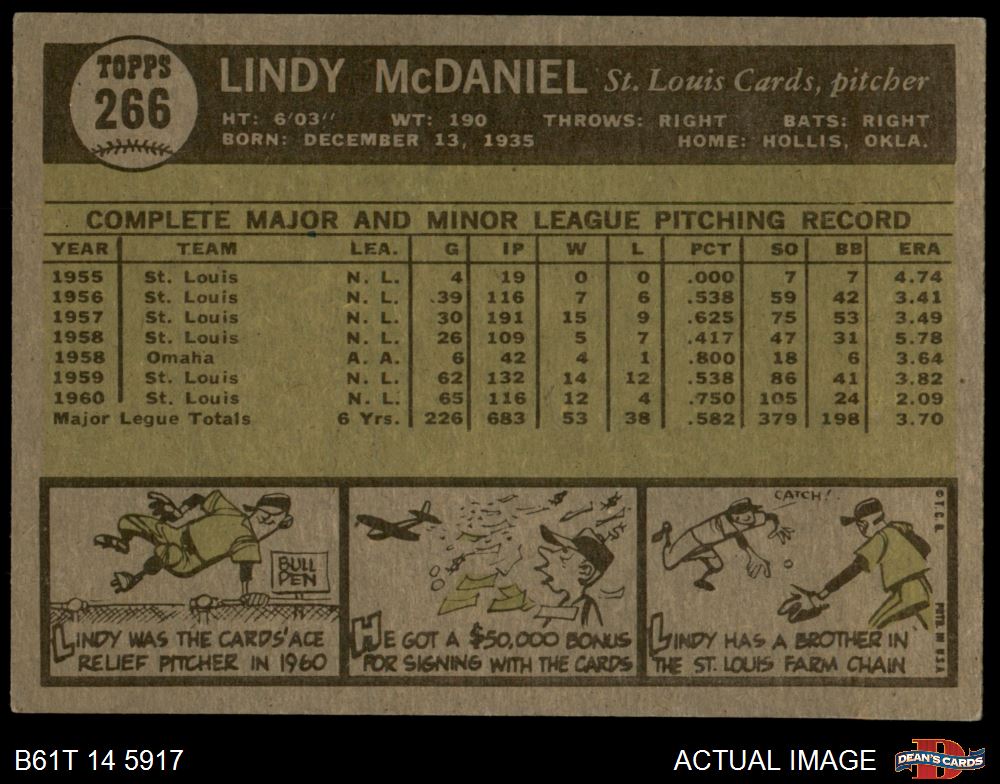 TOPPS
266
LINDY McDANIEL St. Louis Cards, pitcher
HT: 6'03" WT: 190 THROWS: RIGHT BATS: RIGHT
BORN: DECEMBER 13, 1935 HOME: HOLLIS, OKLA.
COMPLETE MAJOR AND MINOR LEAGUE PITCHING RECORD
YEAR TEAM LEA. G IP W L PCT SO BB ERA
1955 St. Louis N. L. 4 19 0 0 .000 7 7 4.74
1956 St. Louis N. L. 39 116 7 6 .538 59 42 3.41
1957 St. Louis N. L. 30 191 15 9 .625 75 53 3.49
1958 St. Louis N. L. 26 109 5 7 .417 47 31 5.78
1958 Omaha A. A. 6 42 4 1 .800 18 6 3.64
1959 St. Louis N. L. 62 132 14 12 .538 86 41 3.82
1960 St. Louis N. L. 65 116 12 4 .750 105 24 2.09
Major Legue Totals 6 Yrs. 226 683 53 38 .582 379 198 3.70
BULL
PEN
LINDY WAS THE CARDS' ACE
RELIEF PITCHER IN 1960
HE GOT A $50,000 BONUS
FOR SIGNING WITH THE CARDS
CATCH!
LINDY HAS A BROTHER IN
THE ST. LOUIS FARM CHAIN
© T.C.G. PRTD. IN U.S.A.
B61T 14 5917
ACTUAL IMAGE
D
DEAN'S CARDS